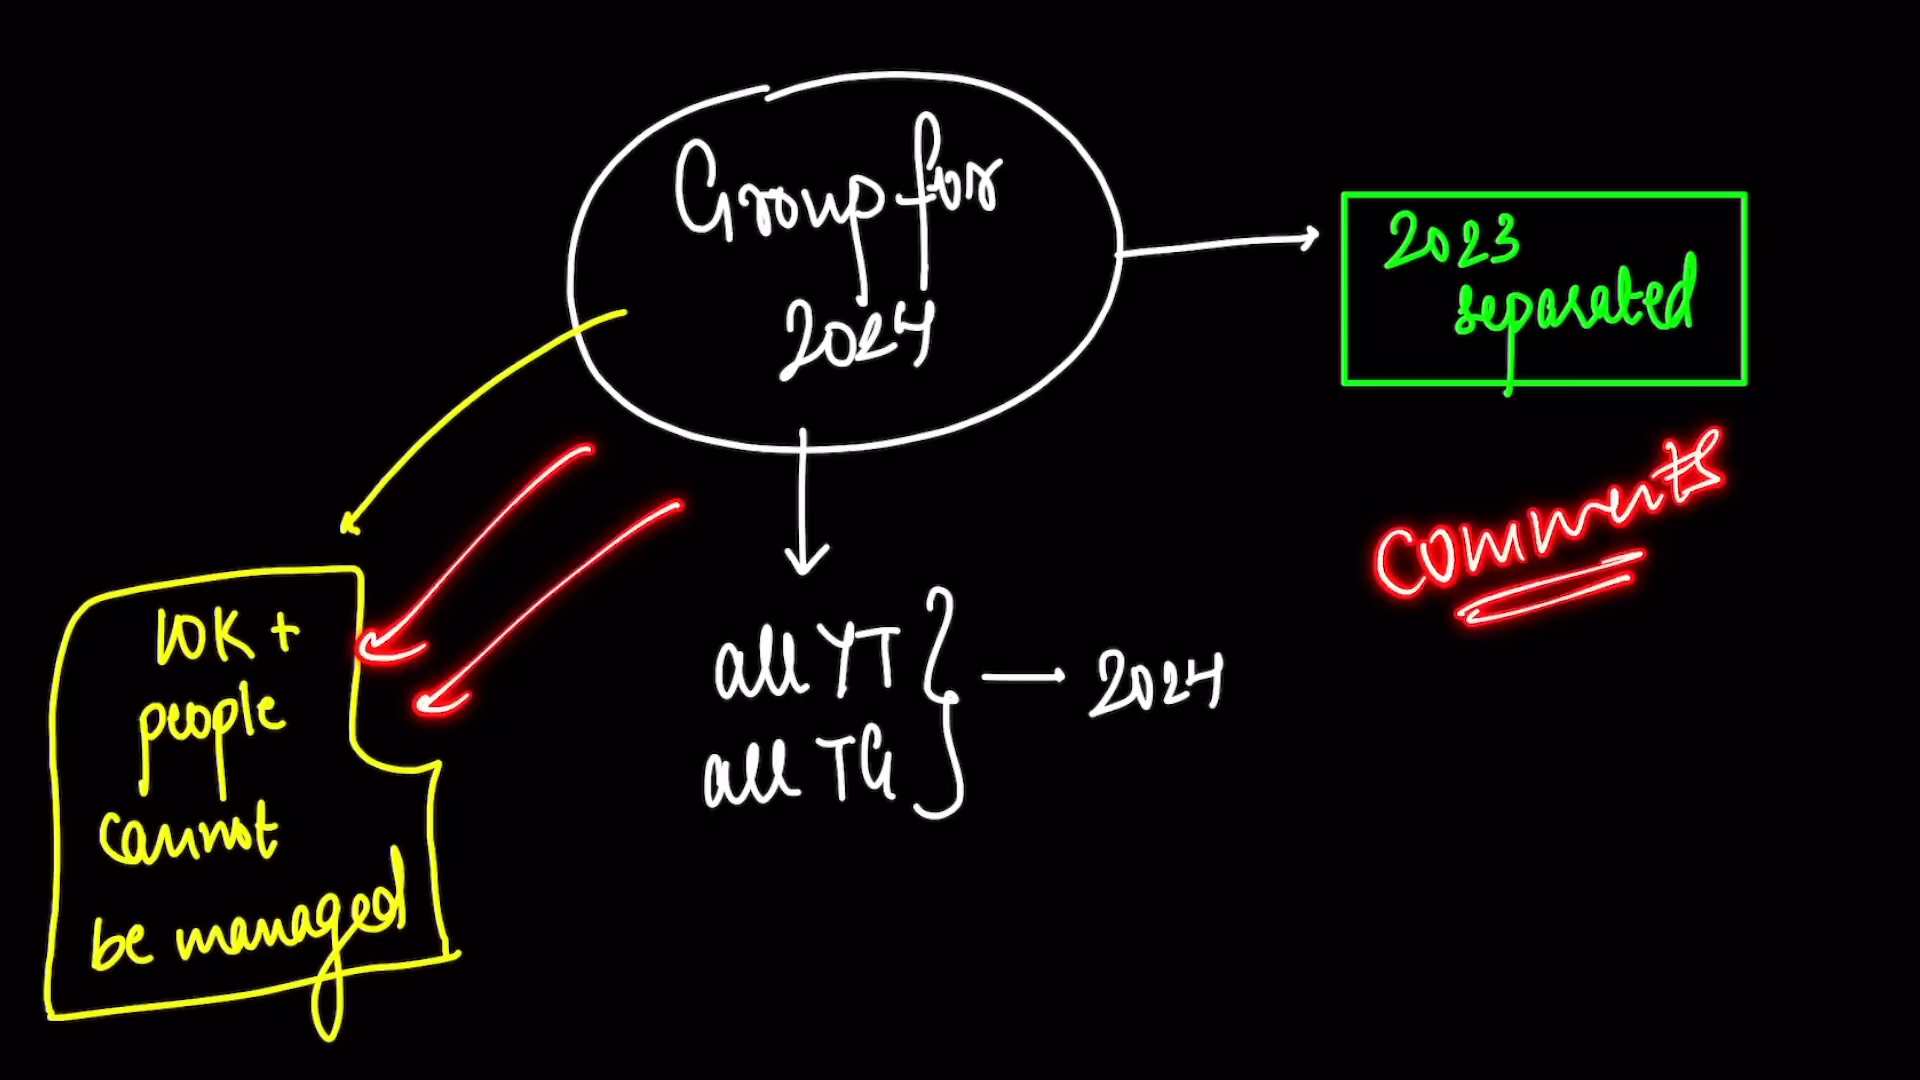 Group for
2024
2023
separated
comments
all YT
all TG
2024
10K +
people
cannot
be managed